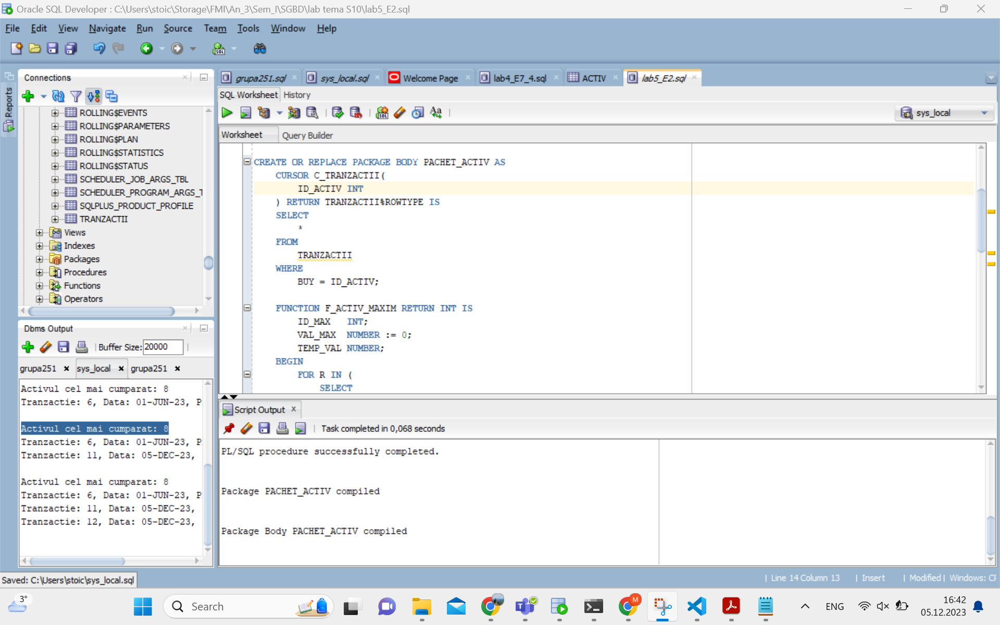 Oracle SQL Developer : C:\Users\stoic\Storage\FMI\An_3\Sem_I\SGBD\lab tema S10\lab5_E2.sql
File Edit View Navigate Run Source Team Tools Window Help
Reports
Connections
ROLLING$EVENTS
ROLLING$PARAMETERS
ROLLING$PLAN
ROLLING$STATISTICS
ROLLING$STATUS
SCHEDULER_JOB_ARGS_TBL
SCHEDULER_PROGRAM_ARGS_T
SQLPLUS_PRODUCT_PROFILE
TRANZACTII
Views
Indexes
Packages
Procedures
Functions
Operators
Dbms Output
Buffer Size: 20000
grupa251 sys_local grupa251
Activul cel mai cumparat: 8
Tranzactie: 6, Data: 01-JUN-23, P
Activul cel mai cumparat: 8
Tranzactie: 6, Data: 01-JUN-23, P
Tranzactie: 11, Data: 05-DEC-23,
Activul cel mai cumparat: 8
Tranzactie: 6, Data: 01-JUN-23, P
Tranzactie: 11, Data: 05-DEC-23,
Tranzactie: 12, Data: 05-DEC-23,
grupa251.sql sys_local.sql Welcome Page lab4_E7_4.sql ACTIV lab5_E2.sql
SQL Worksheet History
sys_local
Worksheet Query Builder
CREATE OR REPLACE PACKAGE BODY PACHET_ACTIV AS
CURSOR C_TRANZACTII(
ID_ACTIV INT
) RETURN TRANZACTII%ROWTYPE IS
SELECT
*
FROM
TRANZACTII
WHERE
BUY = ID_ACTIV;
FUNCTION F_ACTIV_MAXIM RETURN INT IS
ID_MAX INT;
VAL_MAX NUMBER := 0;
TEMP_VAL NUMBER;
BEGIN
FOR R IN (
SELECT
Script Output
Task completed in 0,068 seconds
PL/SQL procedure successfully completed.
Package PACHET_ACTIV compiled
Package Body PACHET_ACTIV compiled
Saved: C:\Users\stoic\sys_local.sql
Line 14 Column 13 | Insert | Modified | Windows: CF
3°
Search
ENG
16:42
05.12.2023